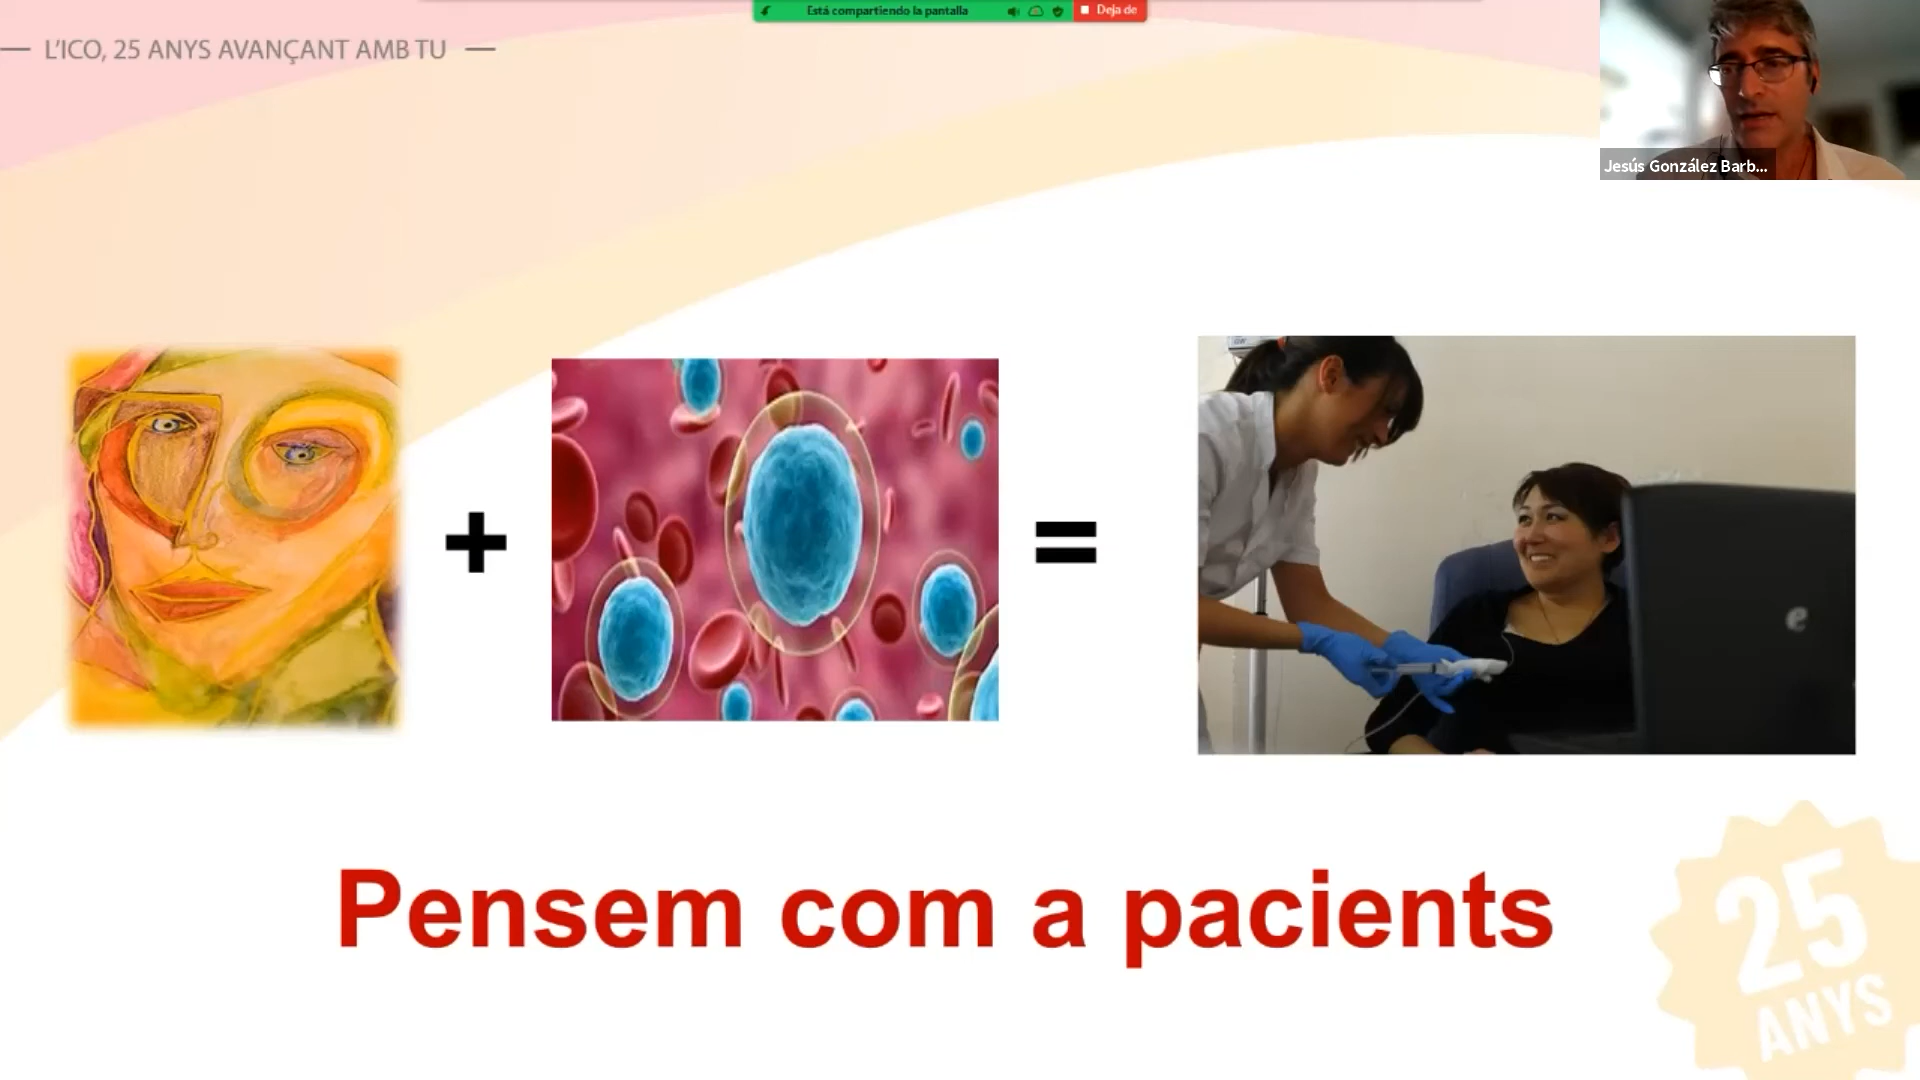 Está compartiendo la pantalla
Deja de
L'ICO, 25 ANYS AVANÇANT AMB TU
Jesús González Barb...
+
=
e
Pensem com a pacients
25
ANYS